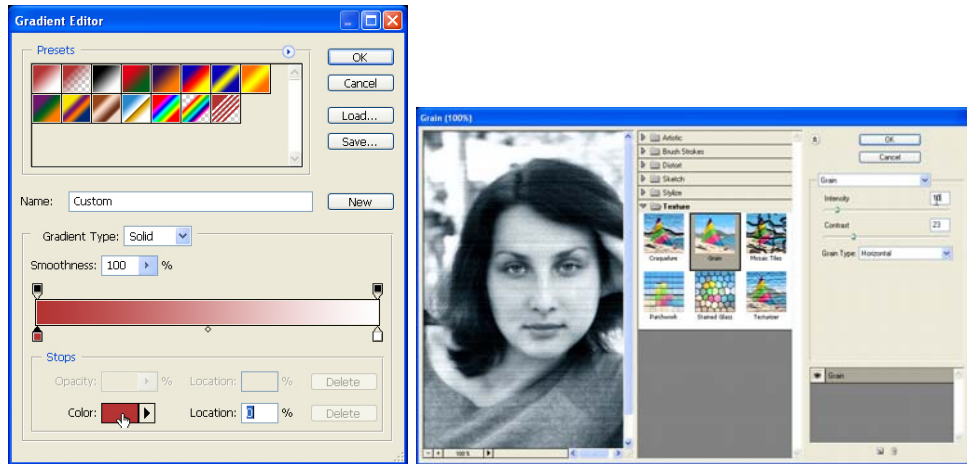 Gradient Editor
Presets
OK
Cancel
Load...
Save...
Name: Custom
New
Gradient Type: Solid
Smoothness: 100 %
Stops
Opacity: % Location: % Delete
Color: Location: 0 % Delete
Grain (100%)
100%
Artistic
Brush Strokes
Distort
Sketch
Stylize
Texture
Craquelure Grain Mosaic Tiles
Patchwork Stained Glass Texturizer
OK
Cancel
Grain
Intensity 10
Contrast 23
Grain Type: Horizontal
Grain